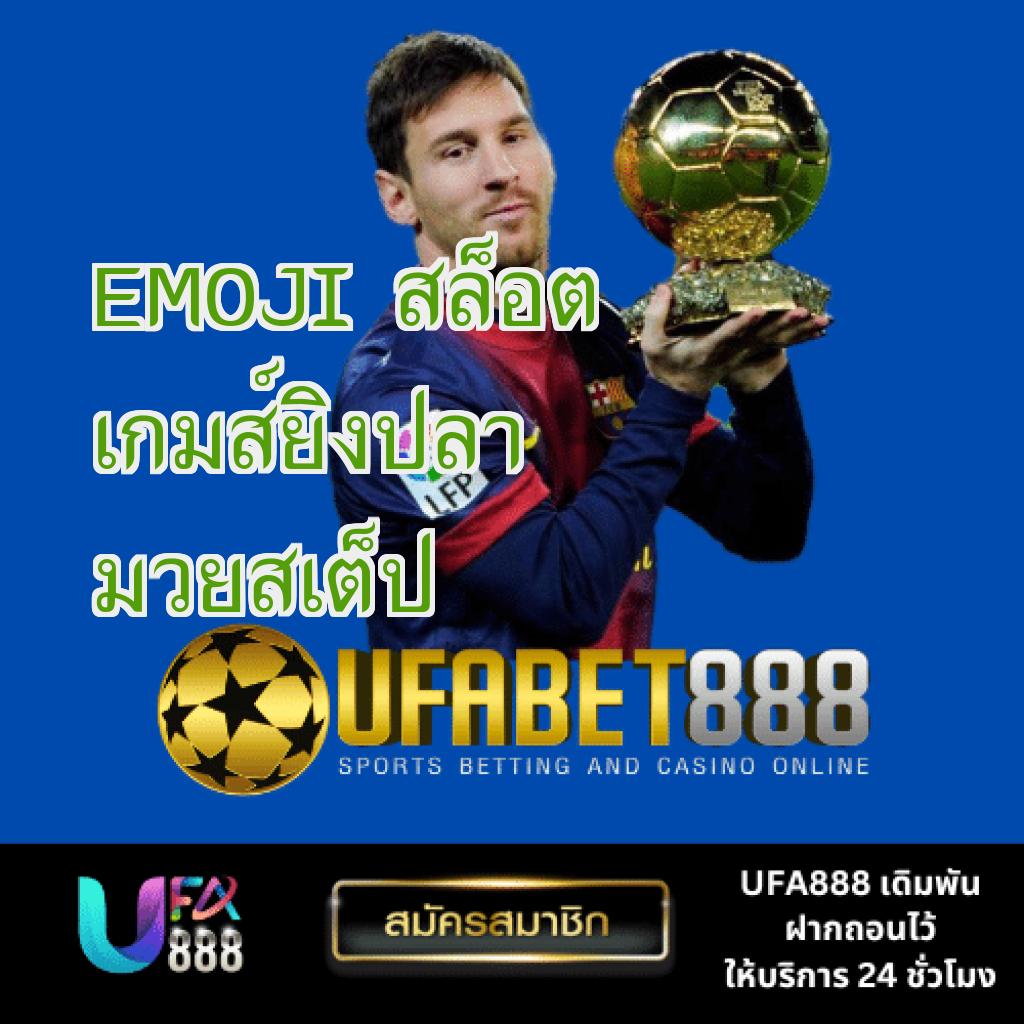 EMOJI สล็อต
เกมส์ยิงปลา
LFP
มวยสเต็ป
UFABET888
SPORTS BETTING AND CASINO ONLINE
UFA
888
สมัครสมาชิก
UFA888 เดิมพัน
ฝากถอนไว้
ให้บริการ 24 ชั่วโมง